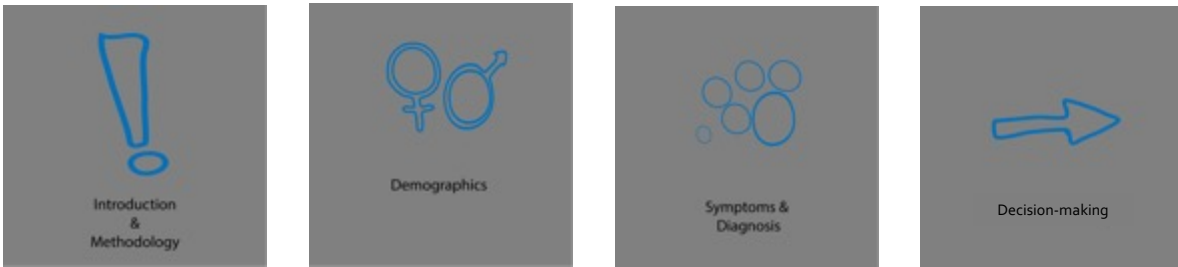 Introduction
&
Methodology
Demographics
Symptoms &
Diagnosis
Decision-making